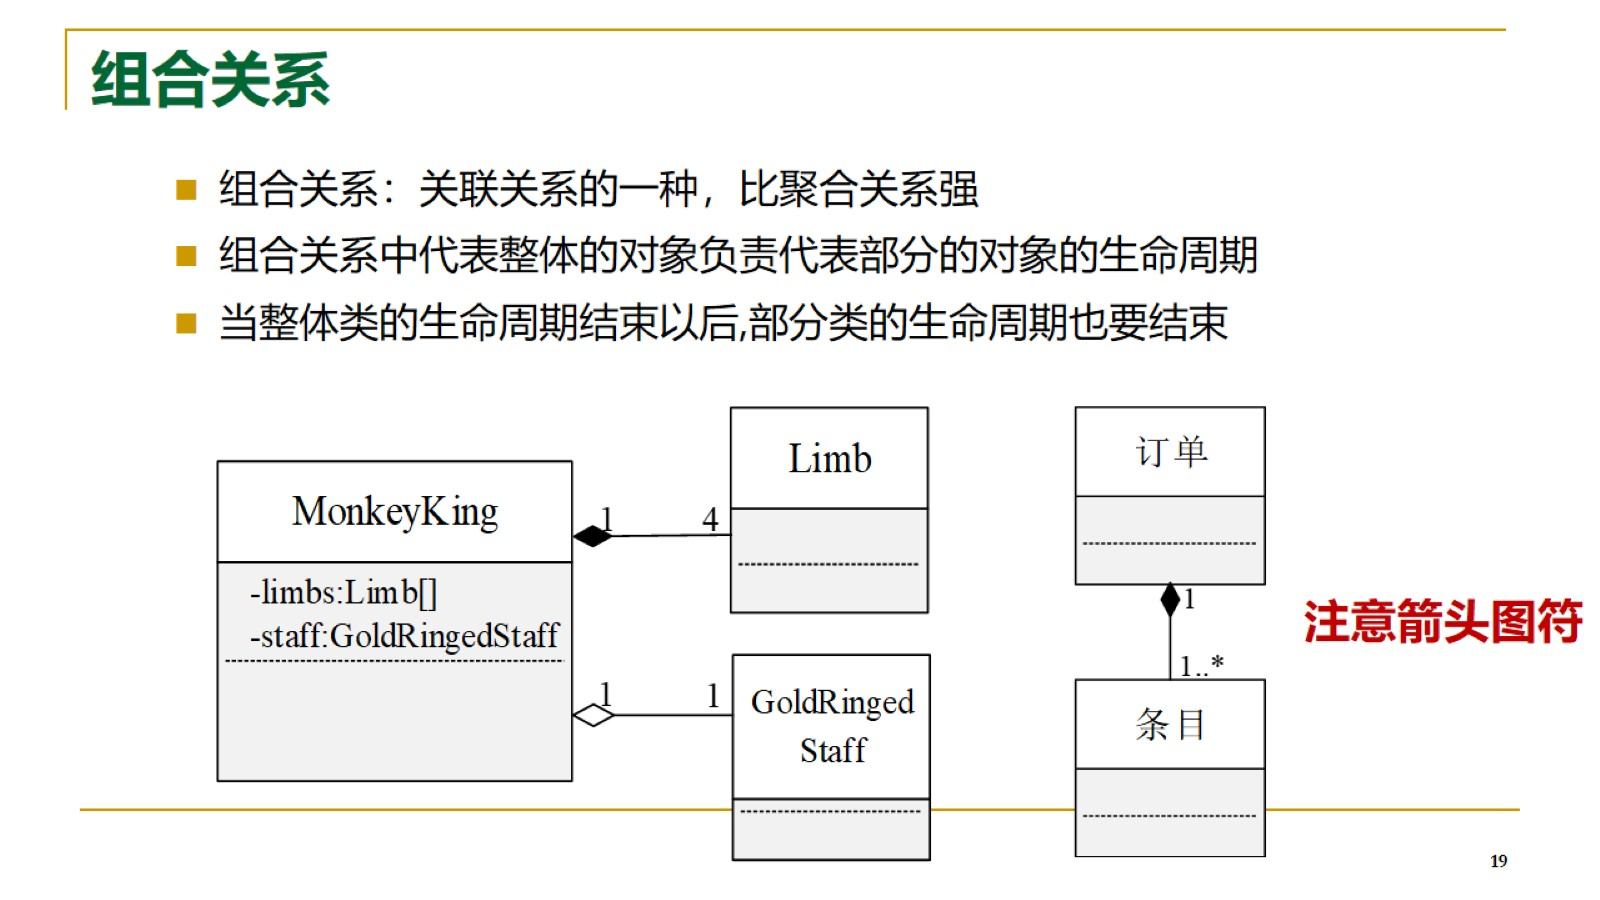 组合关系
组合关系：关联关系的一种，比聚合关系强
组合关系中代表整体的对象负责代表部分的对象的生命周期
当整体类的生命周期结束以后,部分类的生命周期也要结束
MonkeyKing
-limbs:Limb[]
-staff:GoldRingedStaff
1
4
Limb
1
1
GoldRinged
Staff
订单
1
1..*
条目
注意箭头图符
19